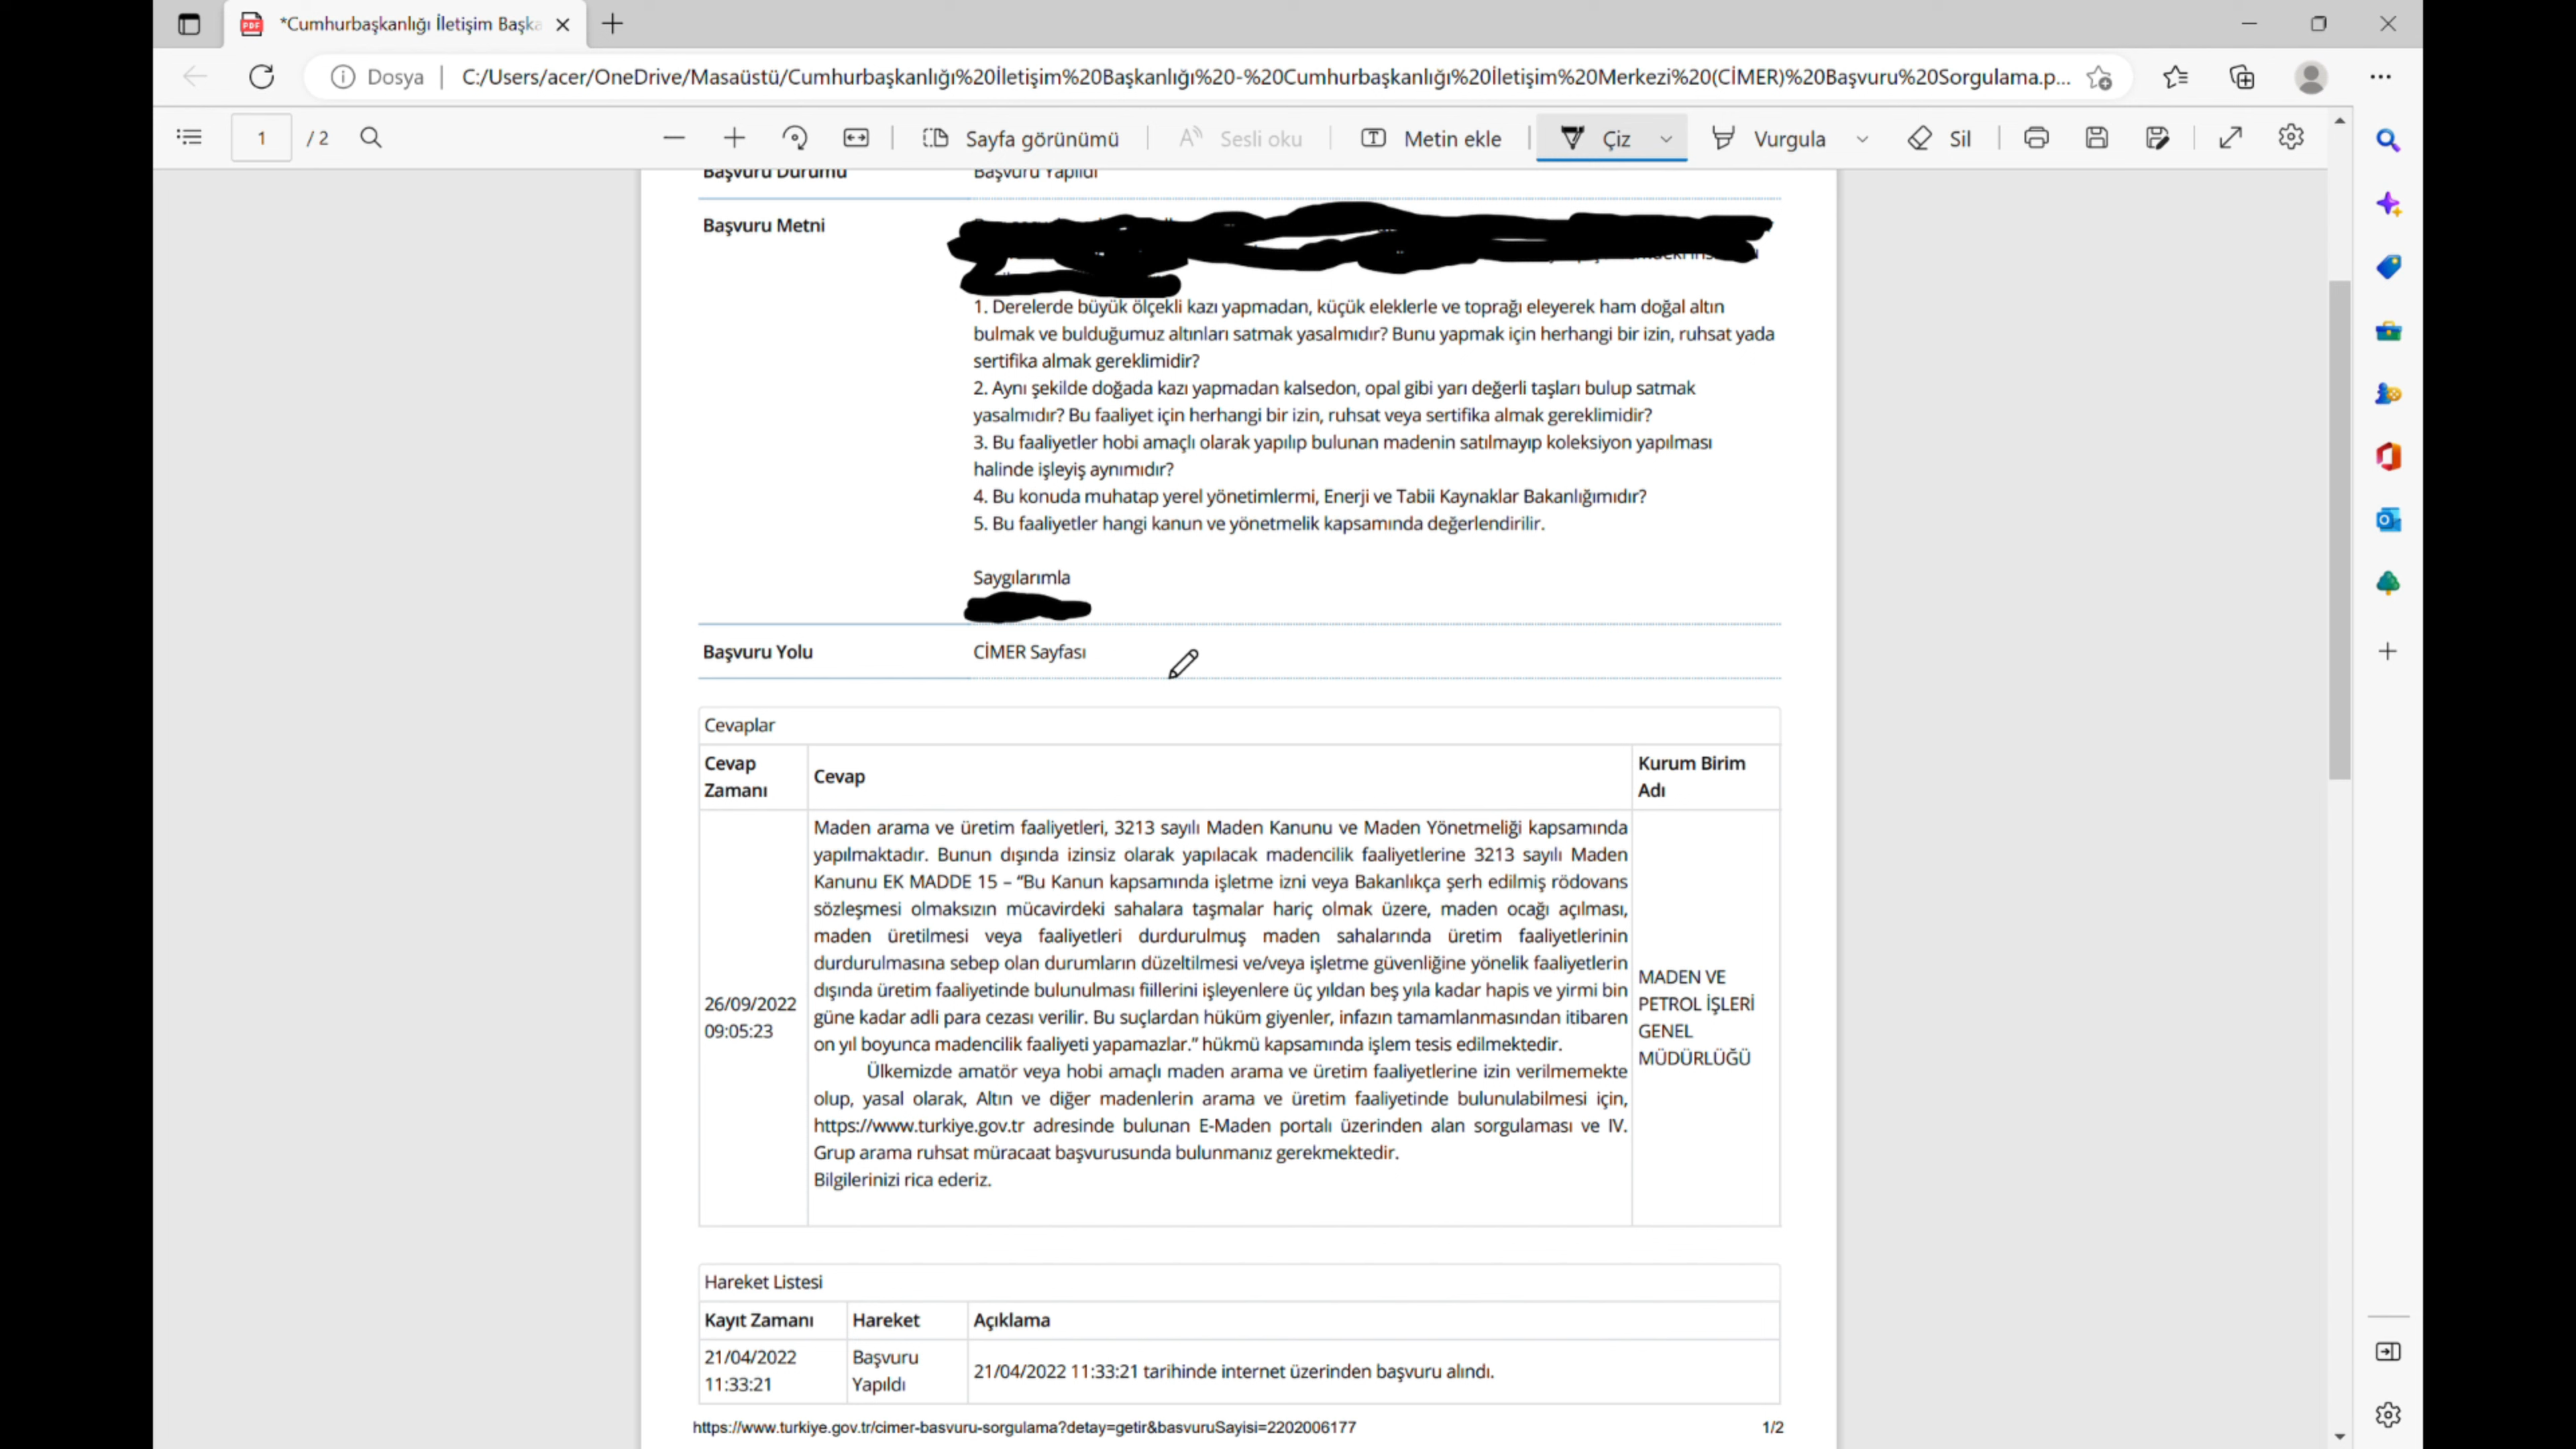 *Cumhurbaşkanlığı İletişim Başka
Dosya
C:/Users/acer/OneDrive/Masaüstü/Cumhurbaşkanlığı%20İletişim%20Başkanlığı%20-%20Cumhurbaşkanlığı%20İletişim%20Merkezi%20(CİMER)%20Başvuru%20Sorgulama.p...
1 / 2 Sayfa görünümü Sesli oku Metin ekle Çiz Vurgula Sil
Başvuru Durumu Başvuru Yapıldı
Başvuru Metni
1. Derelerde büyük ölçekli kazı yapmadan, küçük eleklerle ve toprağı eleyerek ham doğal altın
bulmak ve bulduğumuz altınları satmak yasalmıdır? Bunu yapmak için herhangi bir izin, ruhsat yada
sertifika almak gereklimidir?
2. Aynı şekilde doğada kazı yapmadan kalsedon, opal gibi yarı değerli taşları bulup satmak
yasalmıdır? Bu faaliyet için herhangi bir izin, ruhsat veya sertifika almak gereklimidir?
3. Bu faaliyetler hobi amaçlı olarak yapılıp bulunan madenin satılmayıp koleksiyon yapılması
halinde işleyiş aynımıdır?
4. Bu konuda muhatap yerel yönetimlermi, Enerji ve Tabii Kaynaklar Bakanlığımıdır?
5. Bu faaliyetler hangi kanun ve yönetmelik kapsamında değerlendirilir.
Saygılarımla
Başvuru Yolu CİMER Sayfası
Cevaplar
Cevap
Zamanı
Cevap
Kurum Birim
Adı
26/09/2022
09:05:23
Maden arama ve üretim faaliyetleri, 3213 sayılı Maden Kanunu ve Maden Yönetmeliği kapsamında
yapılmaktadır. Bunun dışında izinsiz olarak yapılacak madencilik faaliyetlerine 3213 sayılı Maden
Kanunu EK MADDE 15 – “Bu Kanun kapsamında işletme izni veya Bakanlıkça şerh edilmiş rödovans
sözleşmesi olmaksızın mücavirdeki sahalara taşmalar hariç olmak üzere, maden ocağı açılması,
maden üretilmesi veya faaliyetleri durdurulmuş maden sahalarında üretim faaliyetlerinin
durdurulmasına sebep olan durumların düzeltilmesi ve/veya işletme güvenliğine yönelik faaliyetlerin
dışında üretim faaliyetinde bulunulması fiillerini işleyenlere üç yıldan beş yıla kadar hapis ve yirmi bin
güne kadar adli para cezası verilir. Bu suçlardan hüküm giyenler, infazın tamamlanmasından itibaren
on yıl boyunca madencilik faaliyeti yapamazlar.” hükmü kapsamında işlem tesis edilmektedir.
Ülkemizde amatör veya hobi amaçlı maden arama ve üretim faaliyetlerine izin verilmemekte
olup, yasal olarak, Altın ve diğer madenlerin arama ve üretim faaliyetinde bulunulabilmesi için,
https://www.turkiye.gov.tr adresinde bulunan E-Maden portalı üzerinden alan sorgulaması ve IV.
Grup arama ruhsat müracaat başvurusunda bulunmanız gerekmektedir.
Bilgilerinizi rica ederiz.
MADEN VE
PETROL İŞLERİ
GENEL
MÜDÜRLÜĞÜ
Hareket Listesi
Kayıt Zamanı Hareket Açıklama
21/04/2022
11:33:21
Başvuru
Yapıldı
21/04/2022 11:33:21 tarihinde internet üzerinden başvuru alındı.
https://www.turkiye.gov.tr/cimer-basvuru-sorgulama?detay=getir&basvuruSayisi=2202006177 1/2